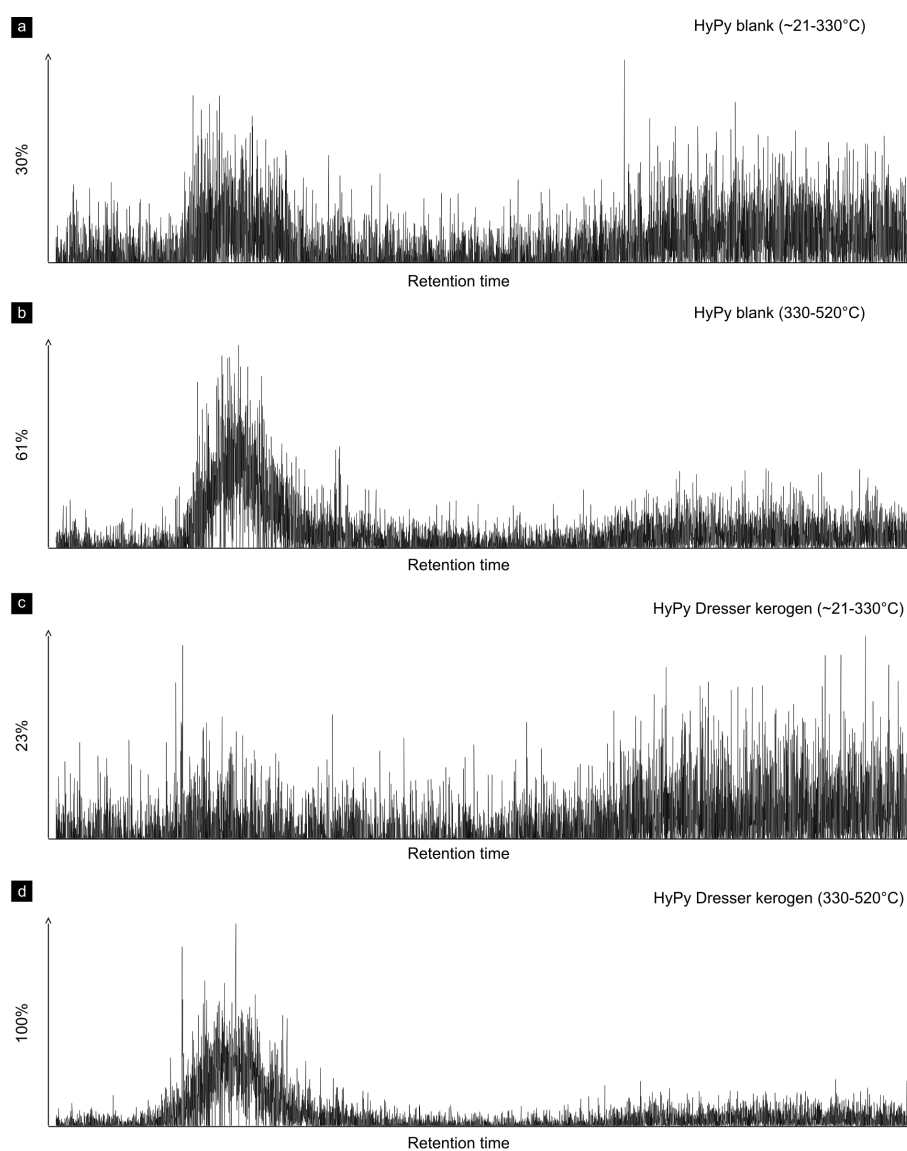 a
HyPy blank (~21-330°C)
30%
Retention time
b
HyPy blank (330-520°C)
61%
Retention time
c
HyPy Dresser kerogen (~21-330°C)
23%
Retention time
d
HyPy Dresser kerogen (330-520°C)
100%
Retention time